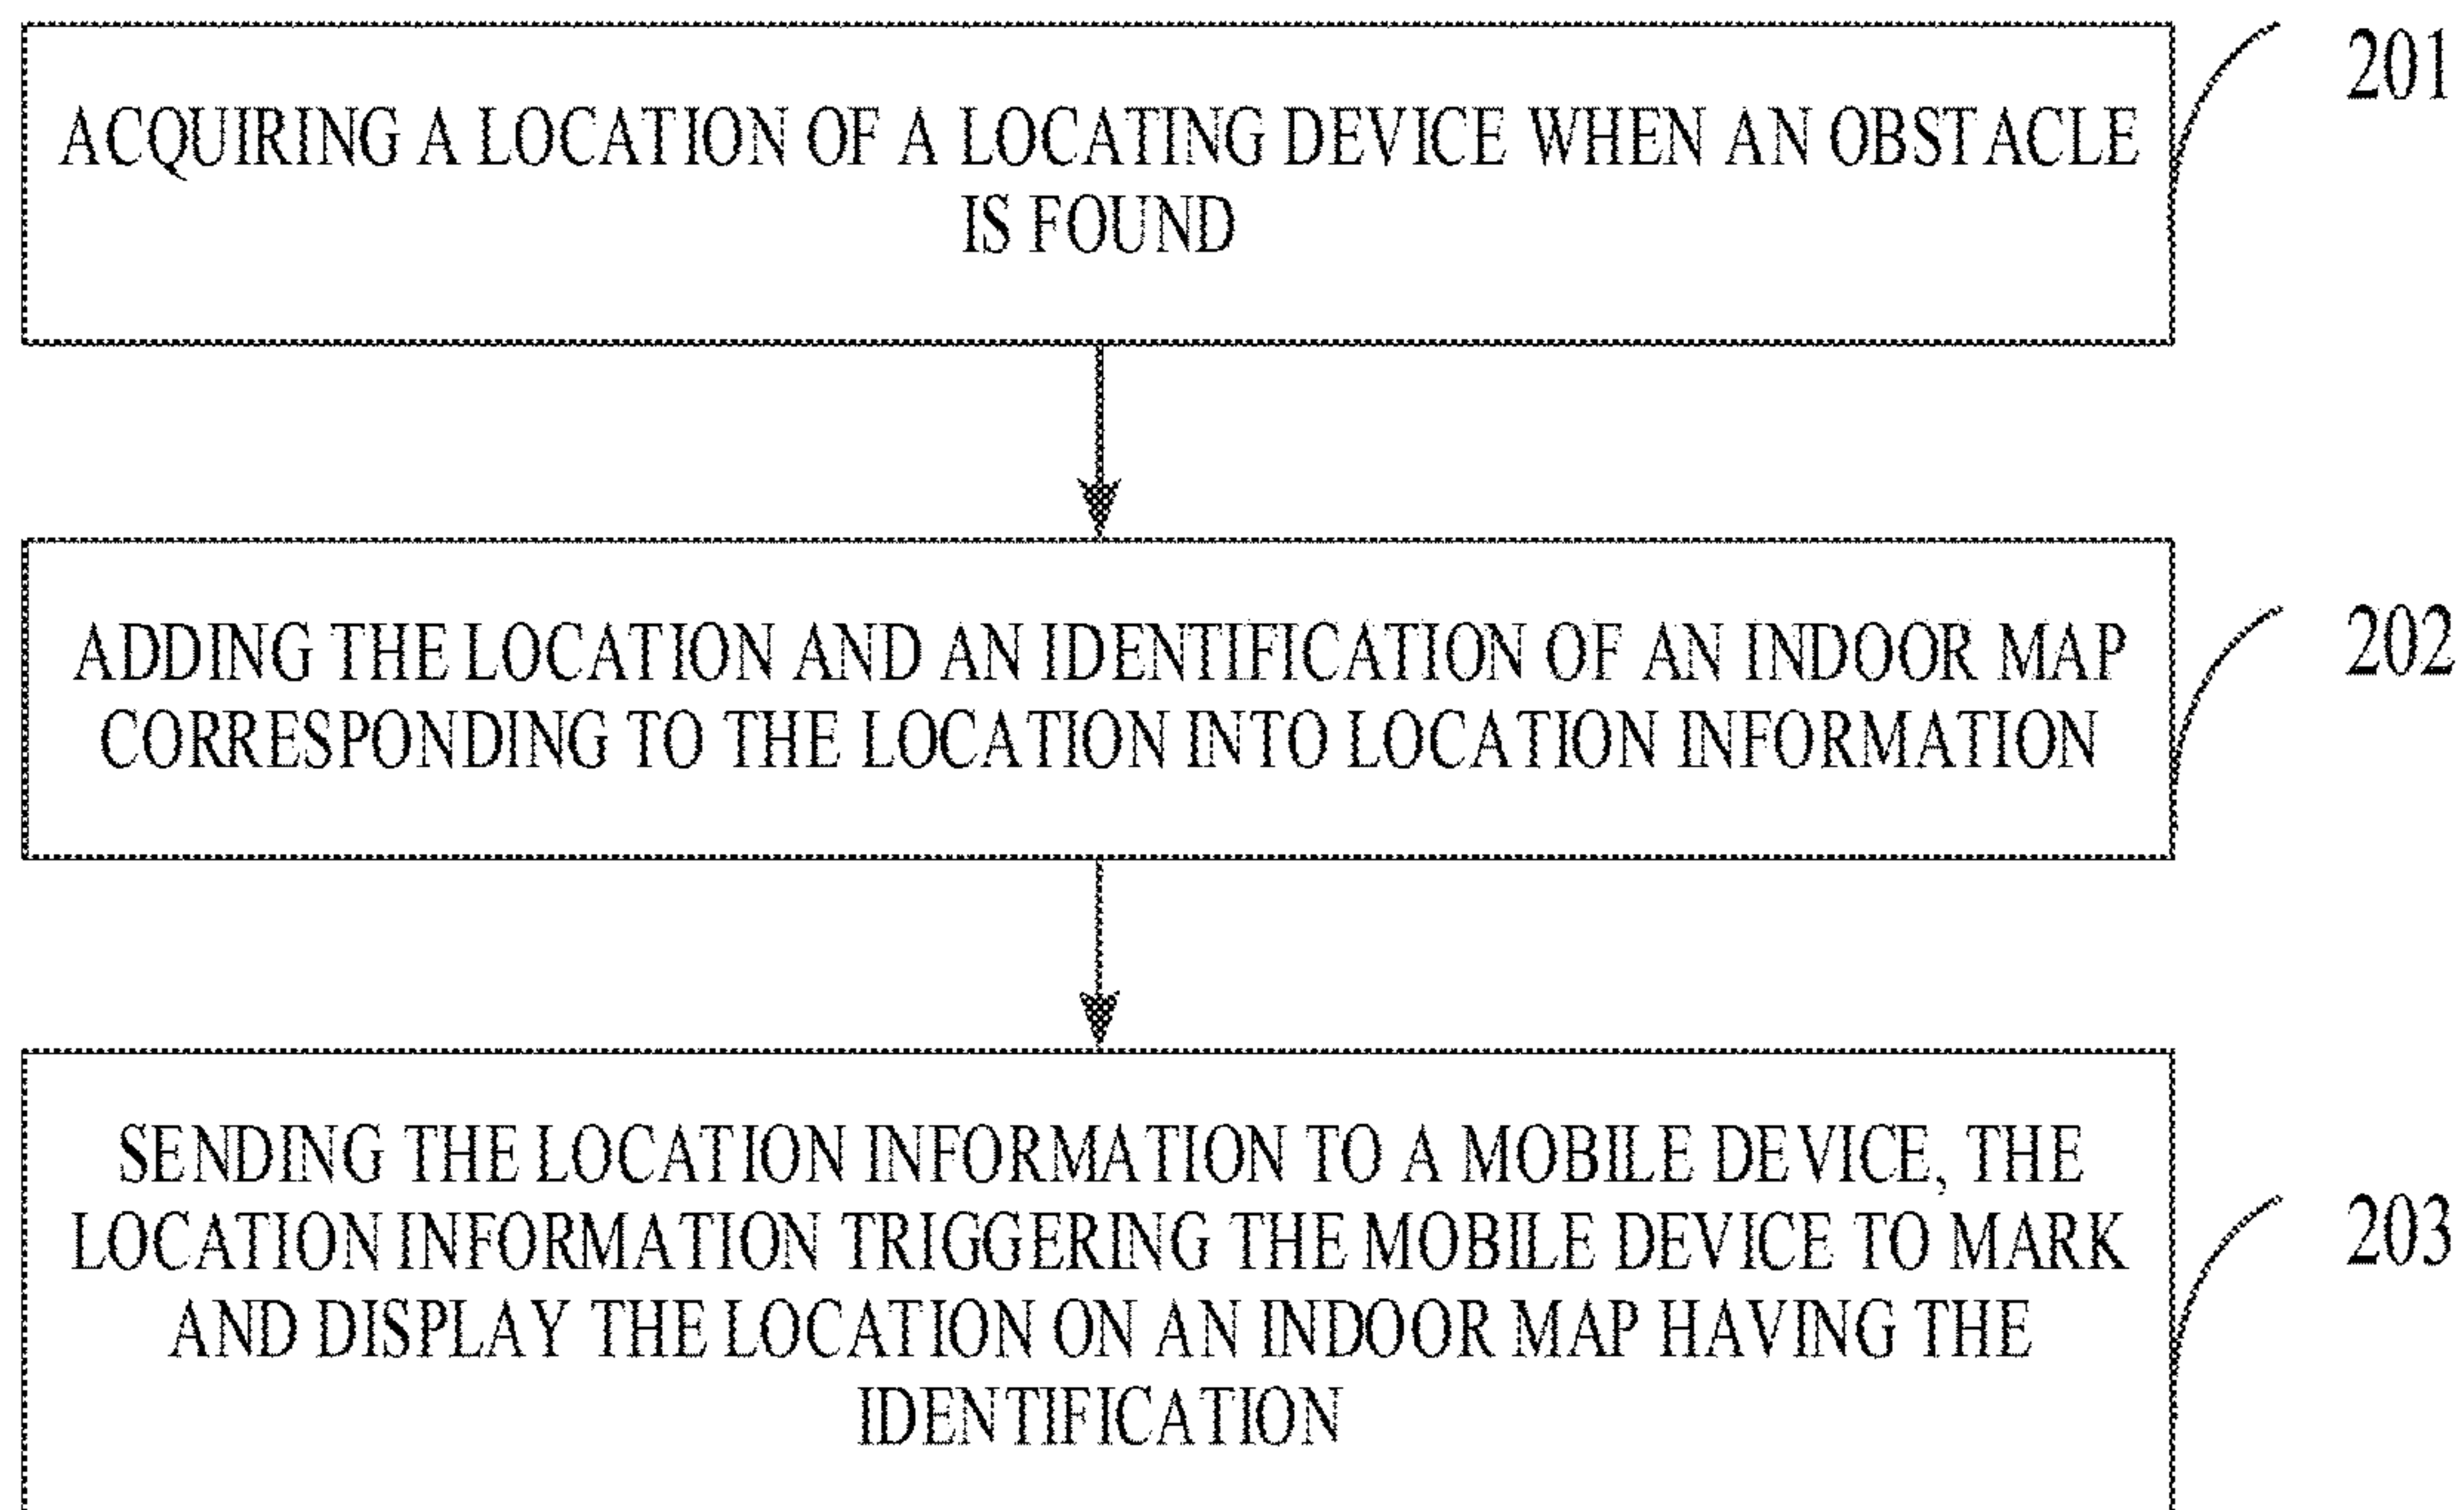 ACQUIRING A LOCATION OF A LOCATING DEVICE WHEN AN OBSTACLE
IS FOUND
201
ADDING THE LOCATION AND AN IDENTIFICATION OF AN INDOOR MAP
CORRESPONDING TO THE LOCATION INTO LOCATION INFORMATION
202
SENDING THE LOCATION INFORMATION TO A MOBILE DEVICE, THE
LOCATION INFORMATION TRIGGERING THE MOBILE DEVICE TO MARK
AND DISPLAY THE LOCATION ON AN INDOOR MAP HAVING THE
IDENTIFICATION
203